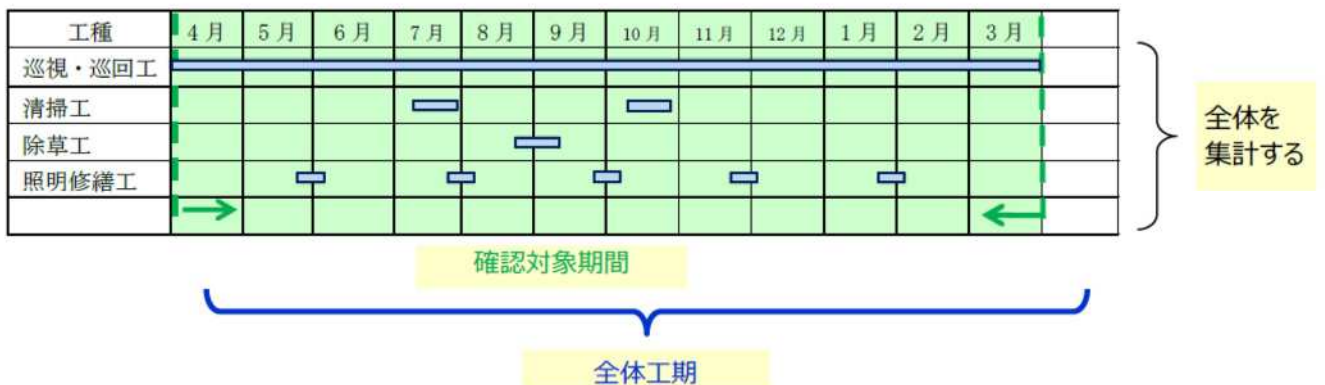 工種 4月 5月 6月 7月 8月 9月 10月 11月 12月 1月 2月 3月
巡視・巡回工
清掃工
除草工
照明修繕工
全体を
集計する
確認対象期間
全体工期